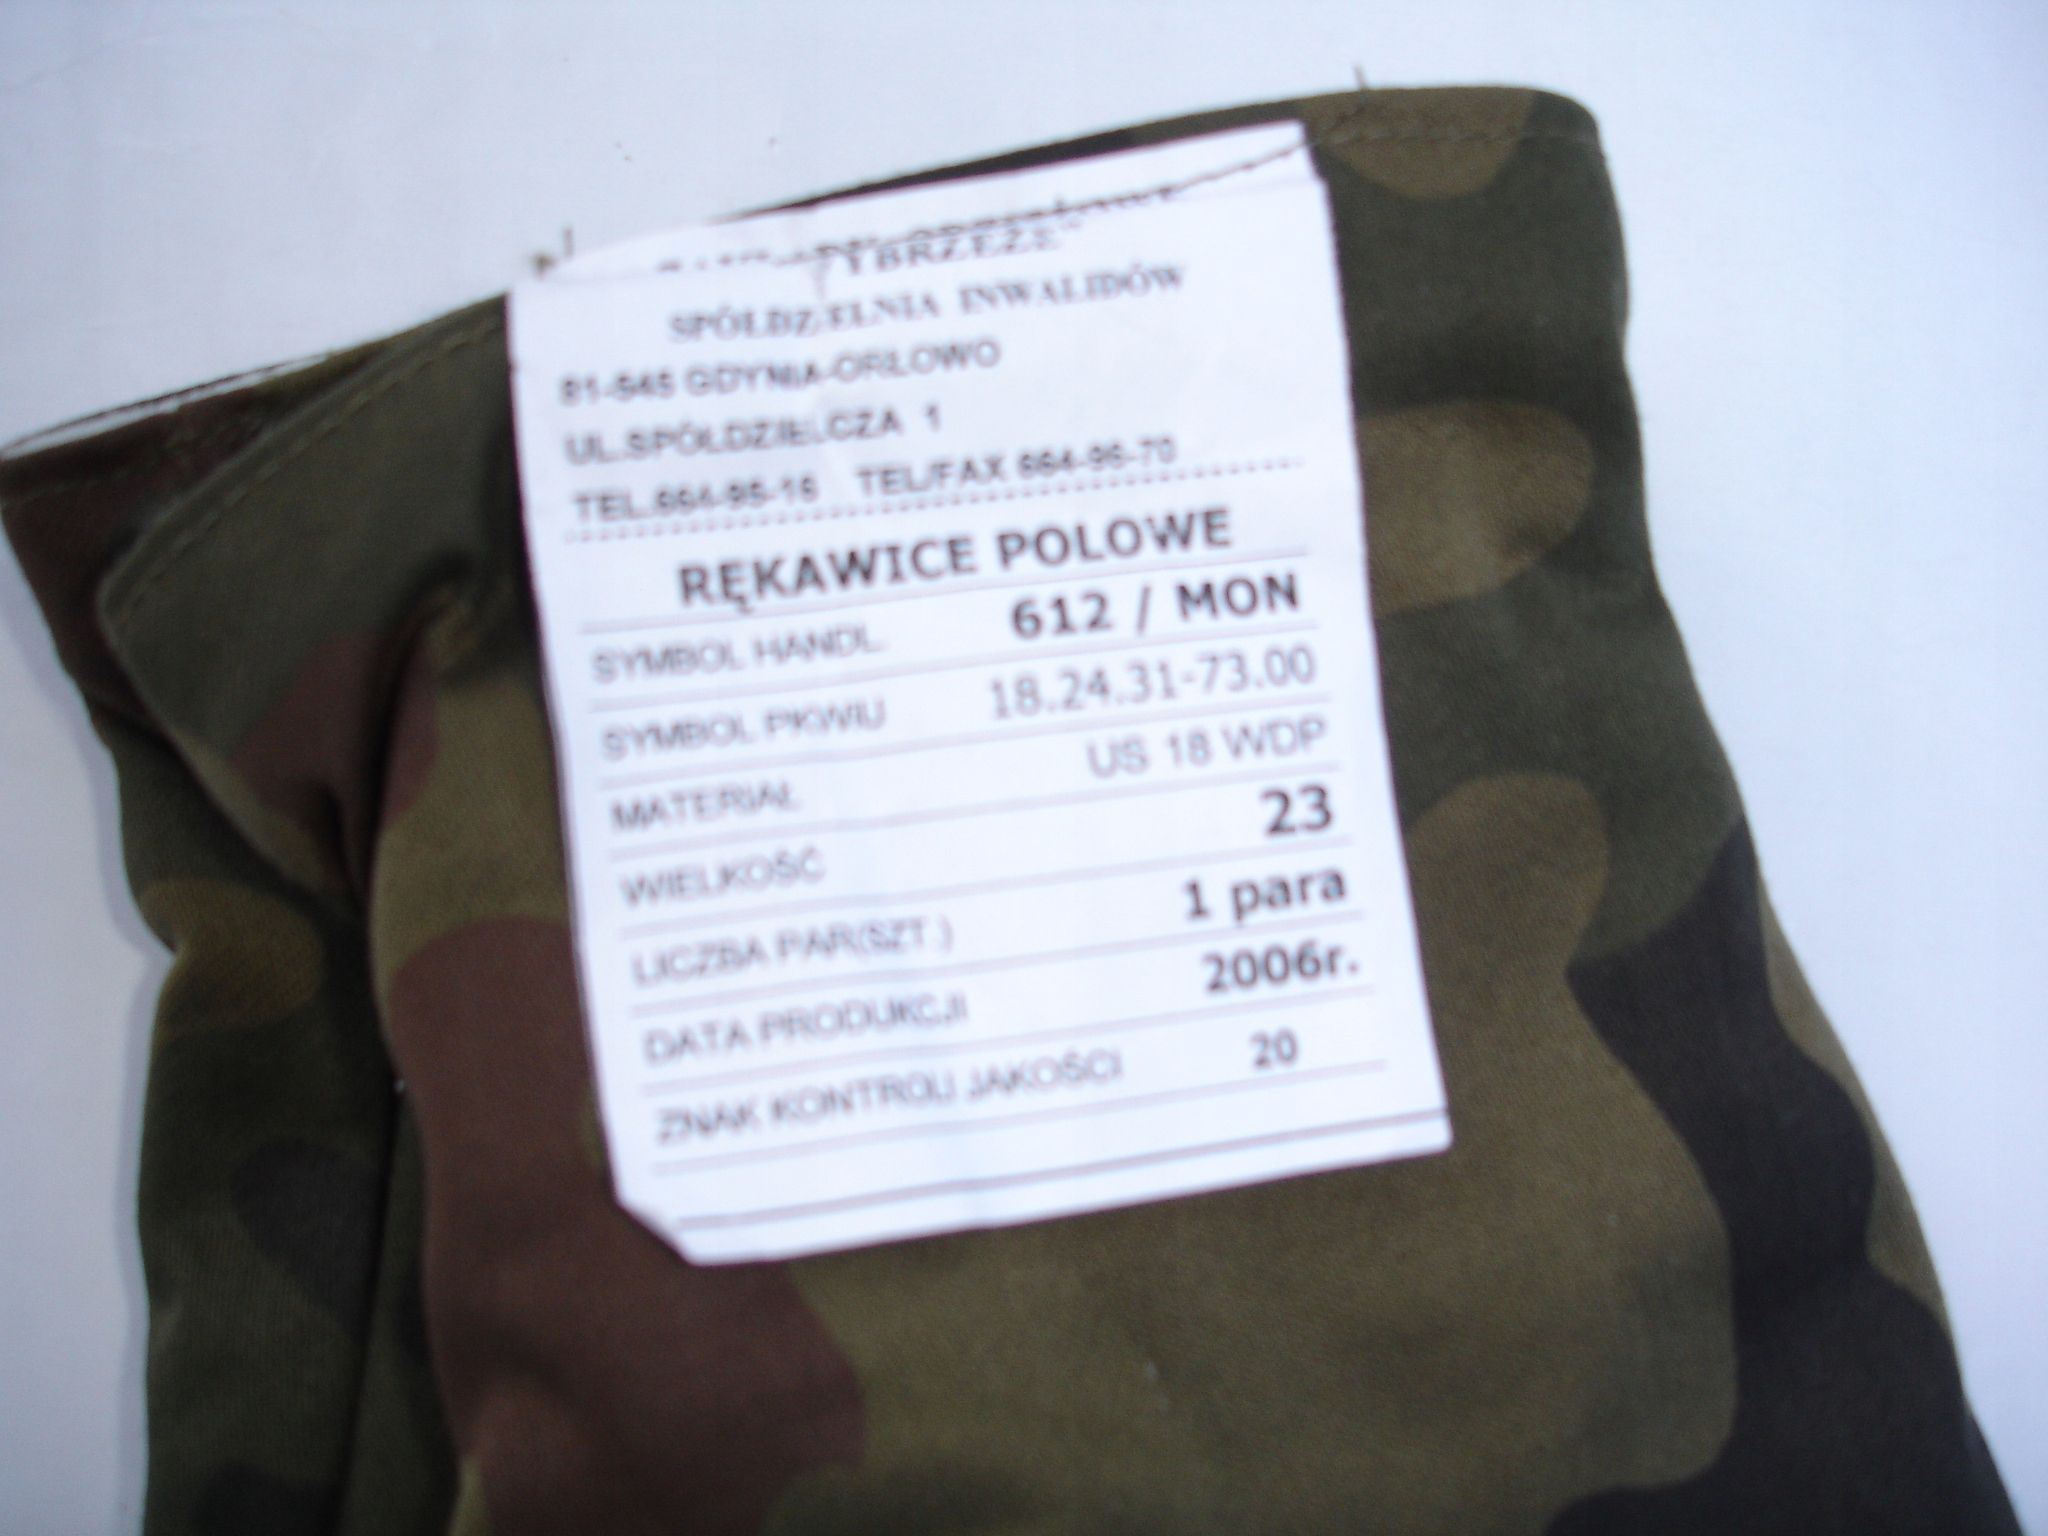 SPÓŁDZIELNIA INWALIDÓW
81-545 GDYNIA-ORŁOWO
UL.SPÓŁDZIELCZA 1
TEL.664-95-16 TEL/FAX 664-96-70
RĘKAWICE POLOWE
SYMBOL HANDL. 612 / MON
SYMBOL PKWIU 18.24.31-73.00
MATERIAŁ US 18 WDP
WIELKOŚĆ 23
LICZBA PAR(SZT.) 1 para
DATA PRODUKCJI 2006r.
ZNAK KONTROLI JAKOŚCI 20